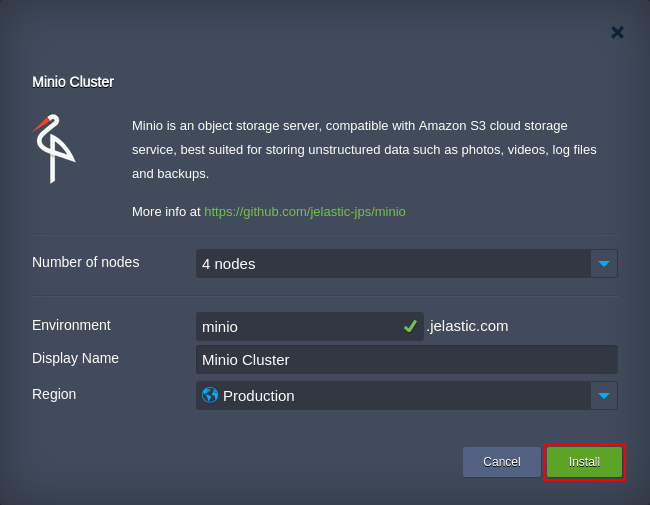 Minio Cluster
Minio is an object storage server, compatible with Amazon S3 cloud storage
service, best suited for storing unstructured data such as photos, videos, log files
and backups.
More info at https://github.com/jelastic-jps/minio
Number of nodes 4 nodes
Environment minio .jelastic.com
Display Name Minio Cluster
Region Production
Cancel Install